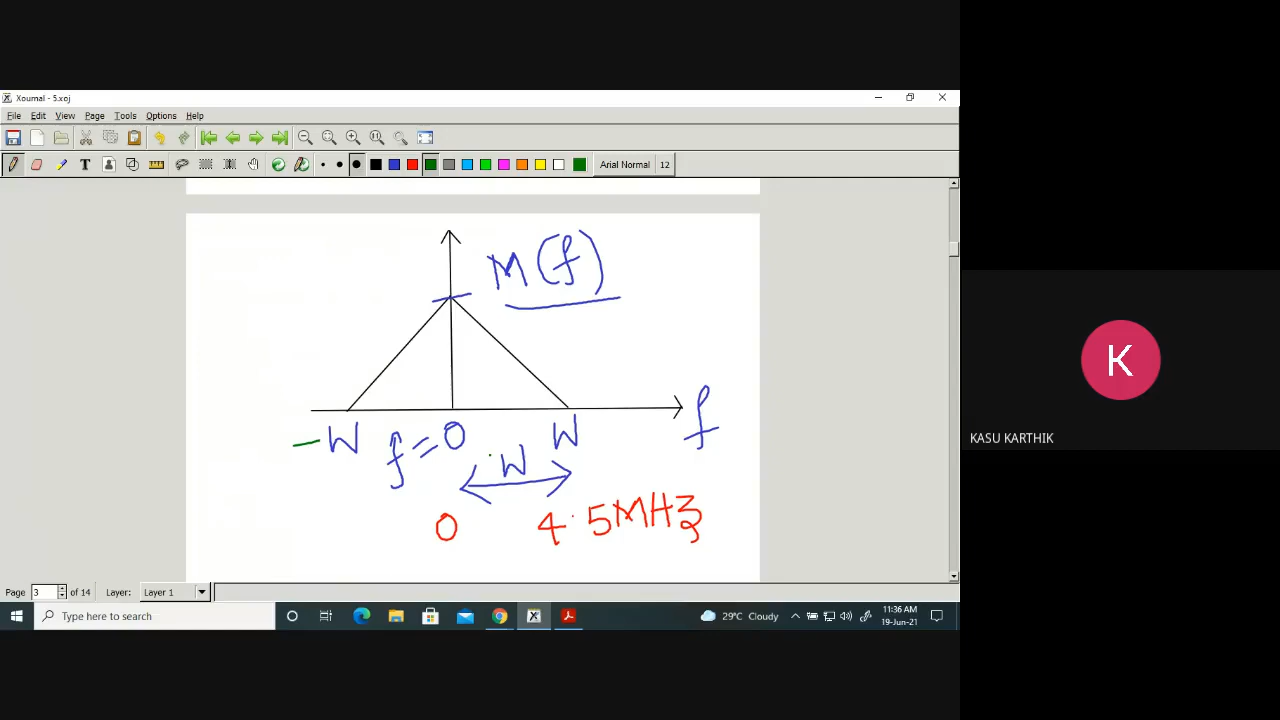 Xournal - 5.xoj
File Edit View Page Tools Options Help
Arial Normal 12
M(f)
-W f=0 W f
W
0 4.5MHz
K
KASU KARTHIK
Page 3 of 14 Layer: Layer 1
Type here to search
29°C Cloudy
11:36 AM
19-Jun-21